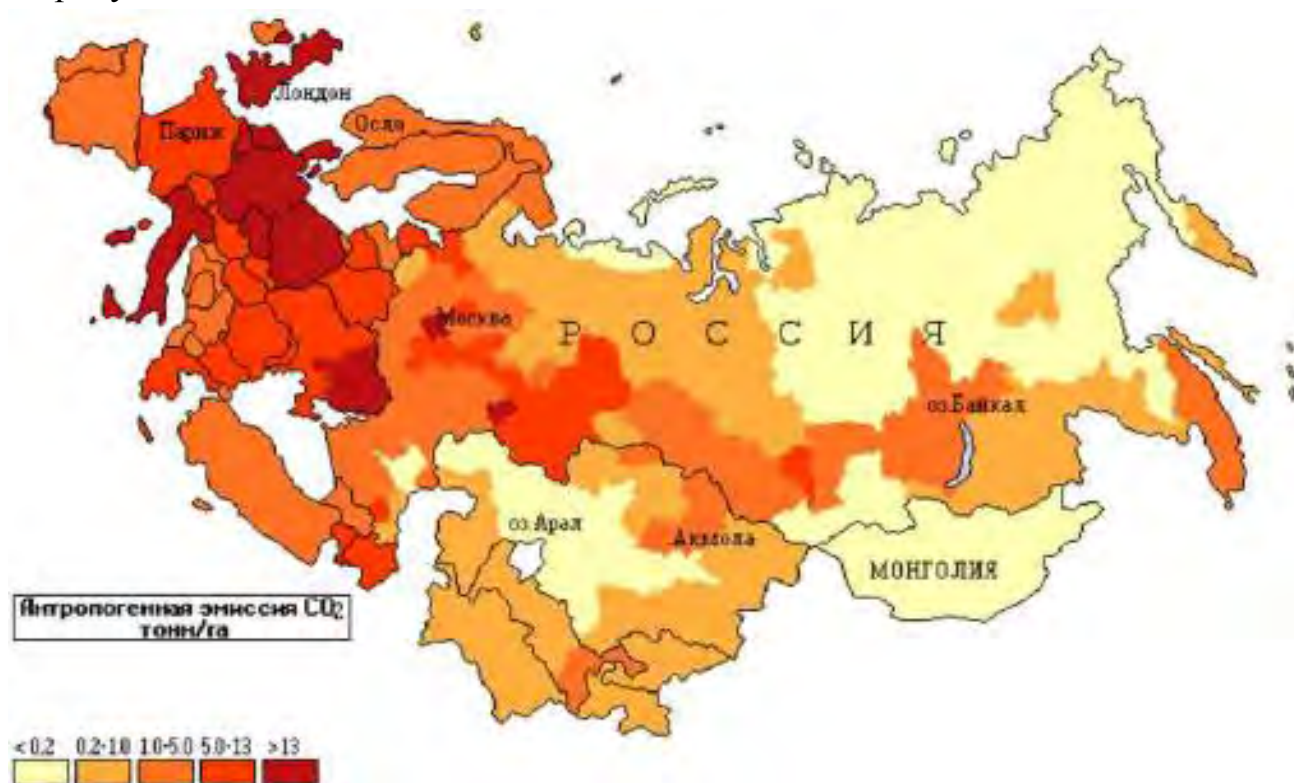 Лондон
Париж
Осло
Москва
РОССИЯ
оз.Байкал
оз.Арал
Акмола
МОНГОЛИЯ
Антропогенная эмиссия CO2
тонн/га
<0.2 0.2-1.0 1.0-5.0 5.0-13 >13